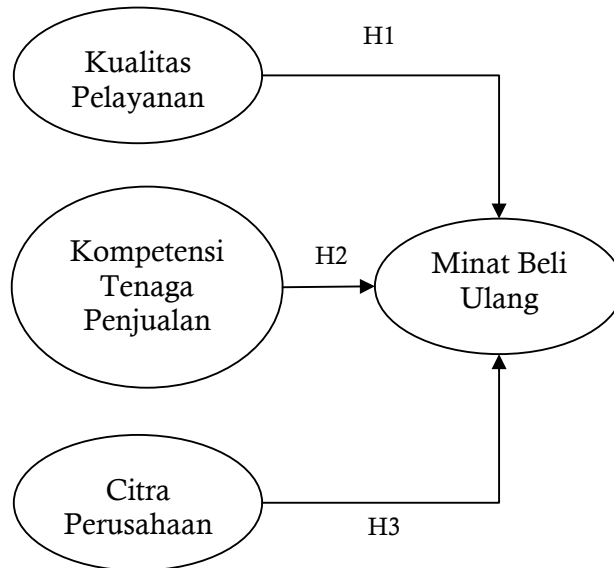 H1
Kualitas
Pelayanan
Kompetensi
Tenaga
Penjualan
H2
Minat Beli
Ulang
Citra
Perusahaan
H3